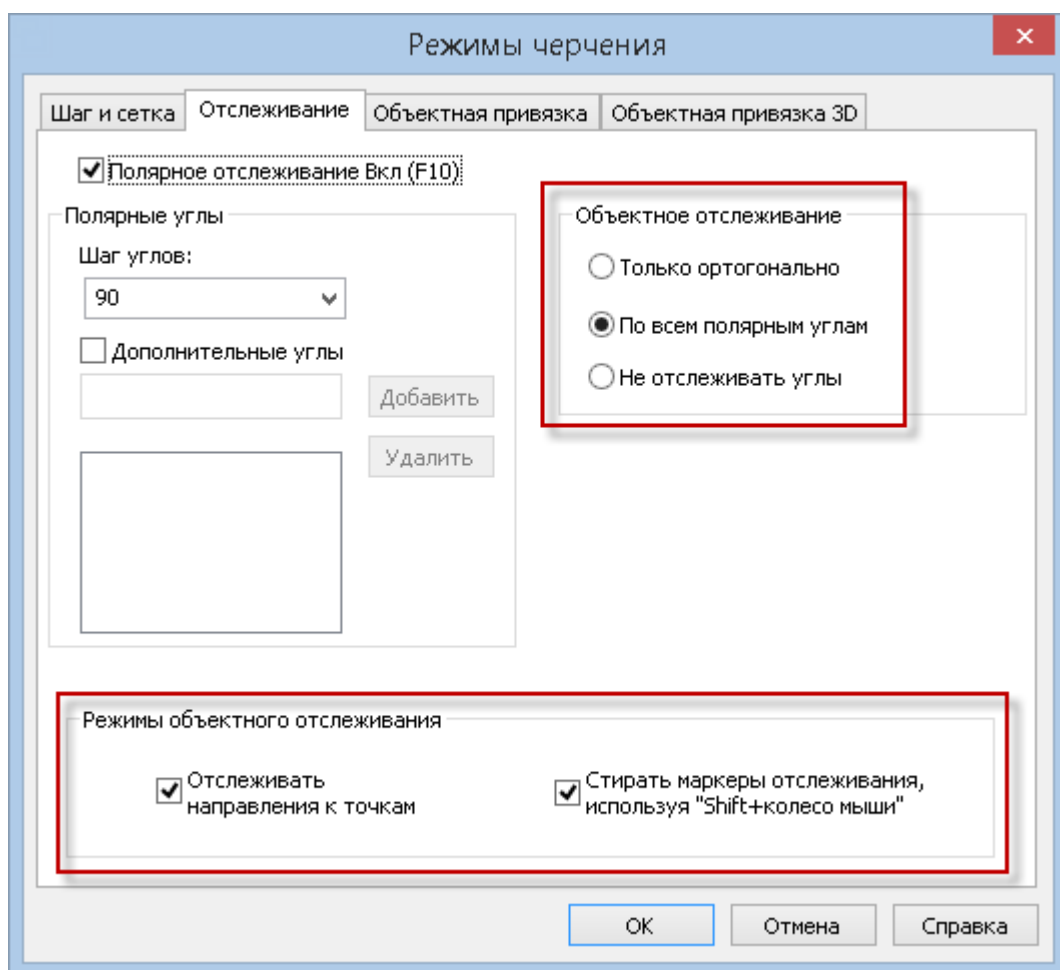 Режимы черчения
Шаг и сетка
Отслеживание
Объектная привязка
Объектная привязка 3D
Полярное отслеживание Вкл (F10)
Полярные углы
Шаг углов:
90
Дополнительные углы
Добавить
Удалить
Объектное отслеживание
Только ортогонально
По всем полярным углам
Не отслеживать углы
Режимы объектного отслеживания
Отслеживать
направления к точкам
Стирать маркеры отслеживания,
используя "Shift+колесо мыши"
OK
Отмена
Справка